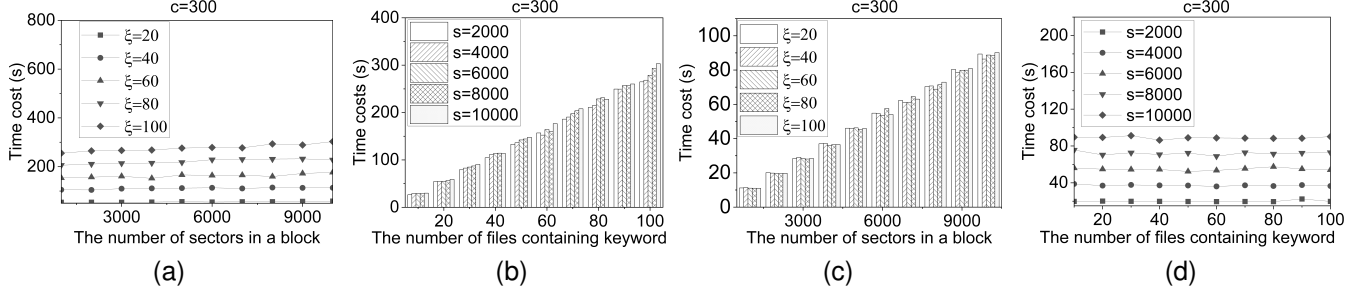 c=300
800
600
400
200
Time cost (s)
ξ=20
ξ=40
ξ=60
ξ=80
ξ=100
3000
6000
9000
The number of sectors in a block
(a)
c=300
400
300
200
100
0
Time costs (s)
s=2000
s=4000
s=6000
s=8000
s=10000
20
40
60
80
100
The number of files containing keyword
(b)
c=300
100
80
60
40
20
0
Time cost (s)
ξ=20
ξ=40
ξ=60
ξ=80
ξ=100
3000
6000
9000
The number of sectors in a block
(c)
c=300
200
160
120
80
40
Time cost (s)
s=2000
s=4000
s=6000
s=8000
s=10000
20
40
60
80
100
The number of files containing keyword
(d)